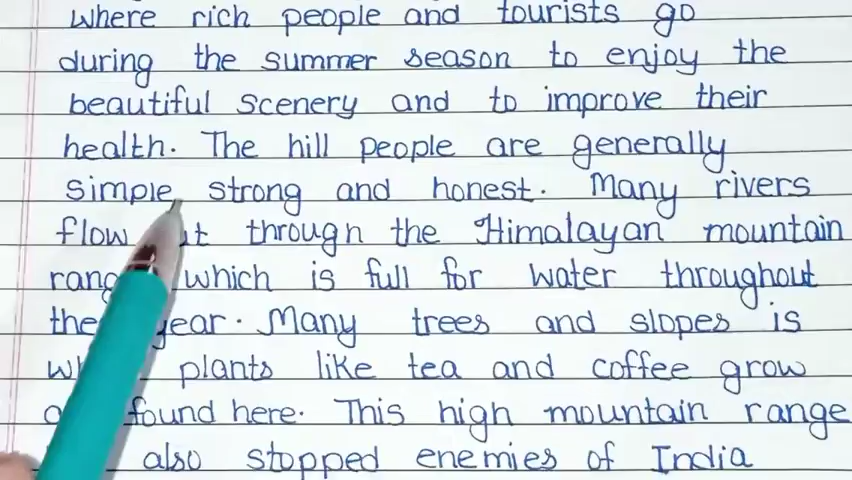 where rich people and tourists go
during the summer season to enjoy the
beautiful scenery and to improve their
health. The hill people are generally
simple, strong and honest. Many rivers
flow through the Himalayan mountain
which is full for water throughout
the year. Many trees and slopes is
plants like tea and coffee grow
found here. This high mountain range
also stopped enemies of India